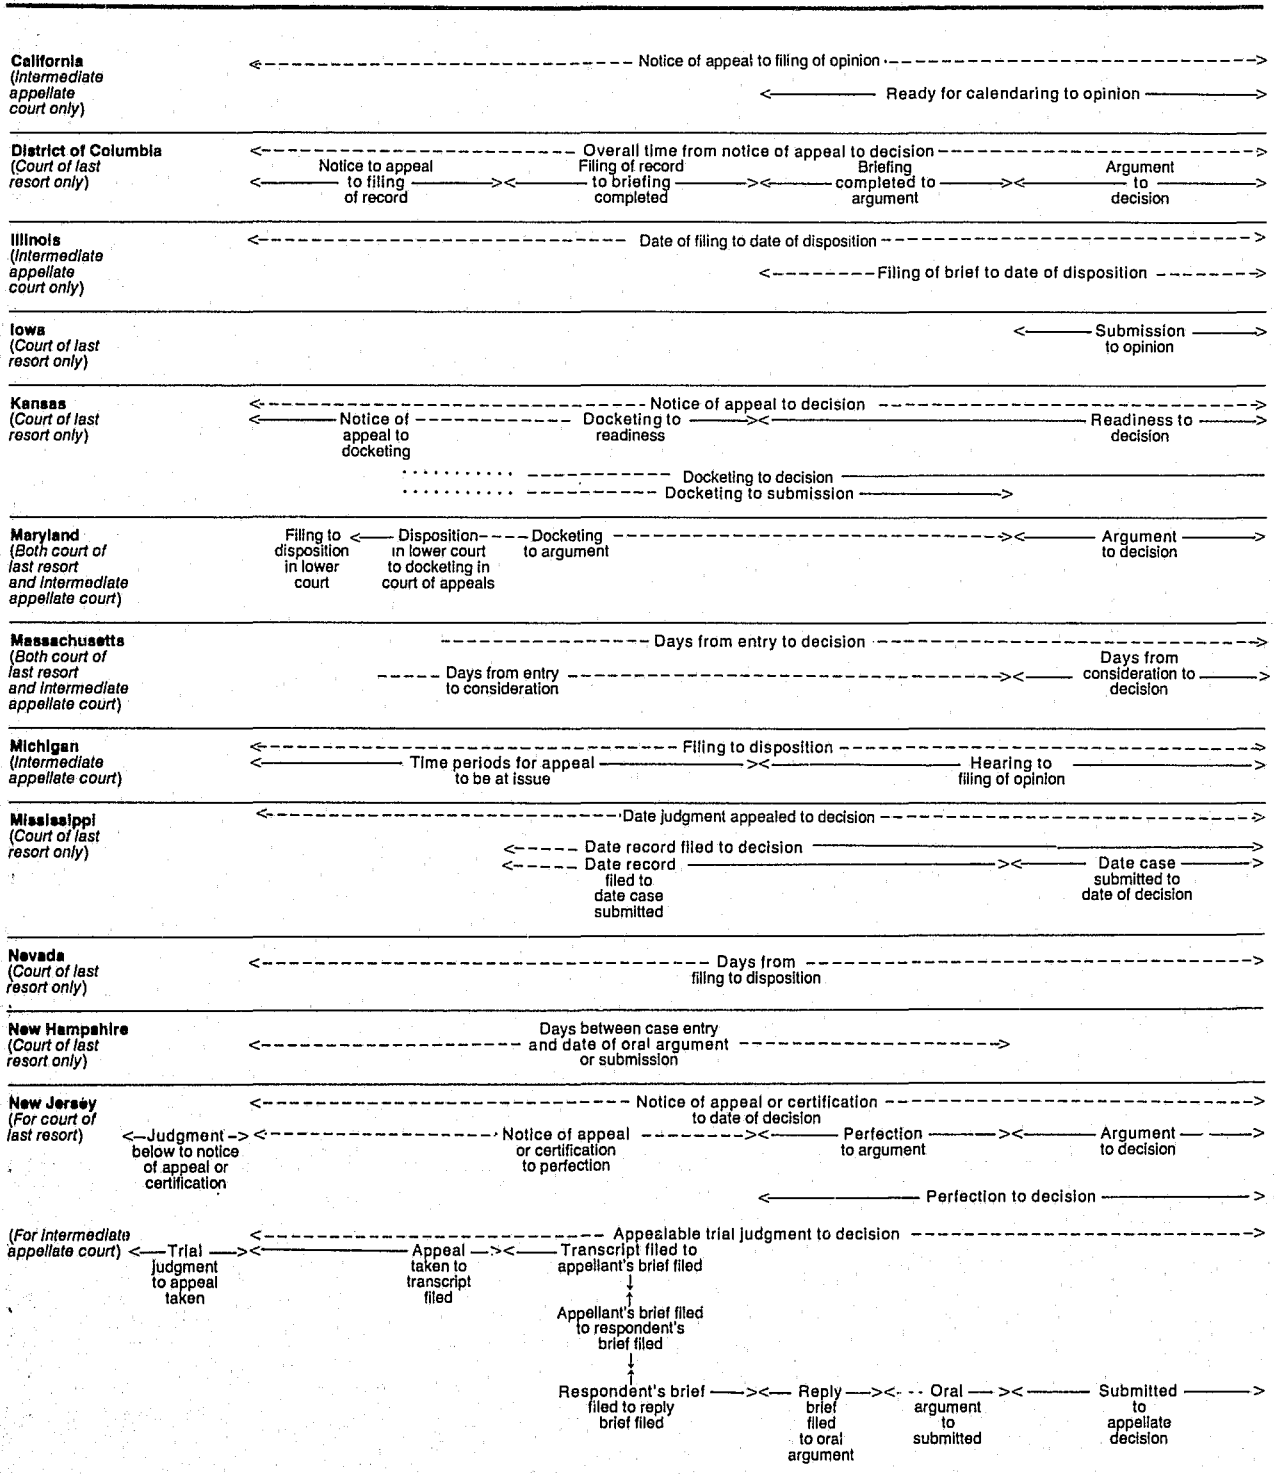 California
(Intermediate
appellate
court only)
Notice of appeal to filing of opinion
Ready for calendaring to opinion
District of Columbia
(Court of last
resort only)
Overall time from notice of appeal to decision
Notice to appeal
to filing
of record
Filing of record
to briefing
completed
Briefing
completed to
argument
Argument
to
decision
Illinois
(Intermediate
appellate
court only)
Date of filing to date of disposition
Filing of brief to date of disposition
Iowa
(Court of last
resort only)
Submission
to opinion
Kansas
(Court of last
resort only)
Notice of appeal to decision
Notice of
appeal to
docketing
Docketing to
readiness
Readiness to
decision
Docketing to decision
Docketing to submission
Maryland
(Both court of
last resort
and Intermediate
appellate court)
Filing to
disposition
in lower
court
Disposition
in lower court
to docketing in
court of appeals
Docketing
to argument
Argument
to decision
Massachusetts
(Both court of
last resort
and Intermediate
appellate court)
Days from entry to decision
Days from entry
to consideration
Days from
consideration to
decision
Michigan
(Intermediate
appellate court)
Filing to disposition
Time periods for appeal
to be at issue
Hearing to
filing of opinion
Mississippi
(Court of last
resort only)
Date judgment appealed to decision
Date record filed to decision
Date record
filed to
date case
submitted
Date case
submitted to
date of decision
Nevada
(Court of last
resort only)
Days from
filing to disposition
New Hampshire
(Court of last
resort only)
Days between case entry
and date of oral argument
or submission
New Jersey
(For court of
last resort)
Notice of appeal or certification
to date of decision
Judgment
below to notice
of appeal or
certification
Notice of appeal
or certification
to perfection
Perfection
to argument
Argument
to decision
Perfection to decision
(For Intermediate
appellate court)
Appealable trial judgment to decision
Trial
judgment
to appeal
taken
Appeal
taken to
transcript
filed
Transcript filed to
appellant's brief filed
Appellant's brief filed
to respondent's
brief filed
Respondent's brief
filed to reply
brief filed
Reply
brief
filed
to oral
argument
Oral
argument
to
submitted
Submitted
to
appellate
decision